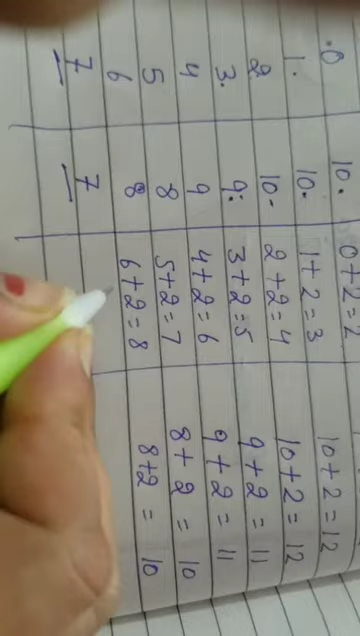 .0 10. 0+2=2 10+2=12
1. 10. 1+2=3 10+2=12
2 10- 2+2=4 9+2=11
3. 9: 3+2=5 9+2=11
4 9 4+2=6 8+2=10
5 8 5+2=7 8+2=10
6 8 6+2=8
7 7